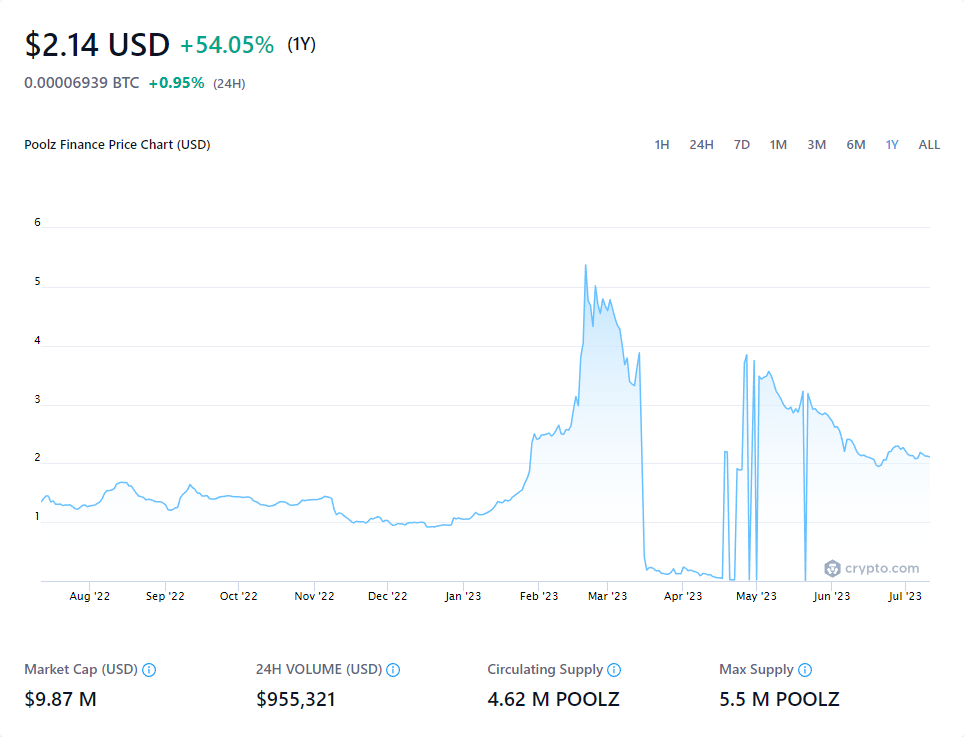 $2.14 USD +54.05% (1Y)
0.00006939 BTC +0.95% (24H)
Poolz Finance Price Chart (USD) 1H 24H 7D 1M 3M 6M 1Y ALL
6
5
4
3
2
1
crypto.com
Aug '22 Sep '22 Oct '22 Nov '22 Dec '22 Jan '23 Feb '23 Mar '23 Apr '23 May '23 Jun '23 Jul '23
Market Cap (USD) 24H VOLUME (USD) Circulating Supply Max Supply
$9.87 M $955,321 4.62 M POOLZ 5.5 M POOLZ